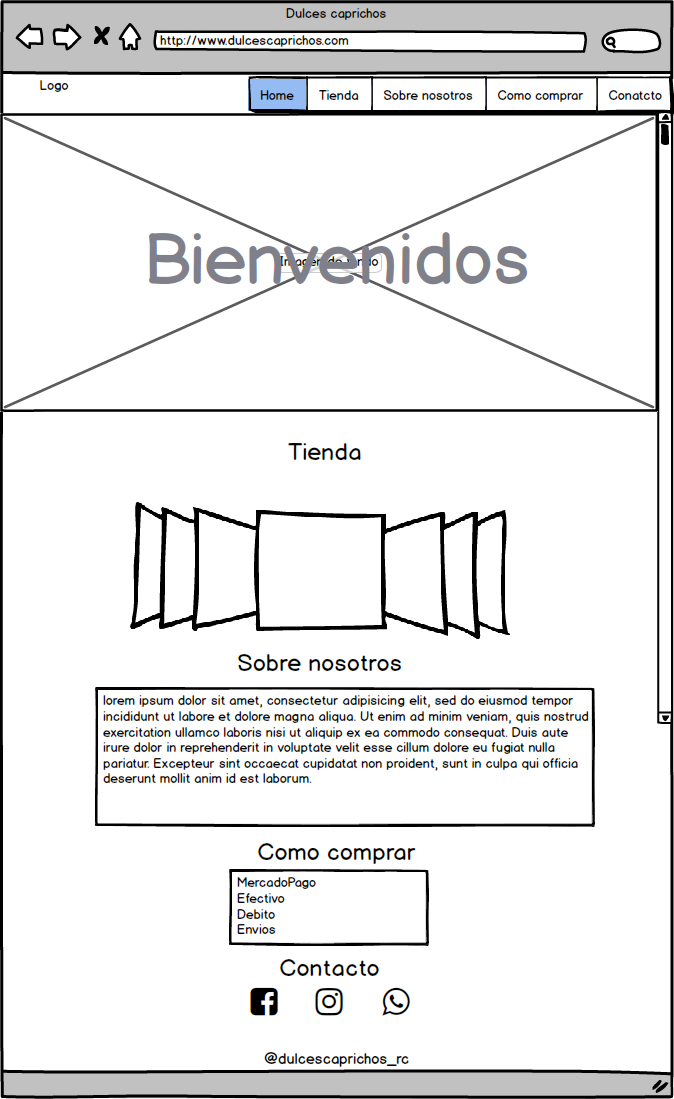 Dulces caprichos
http://www.dulcescaprichos.com
Logo
Home
Tienda
Sobre nosotros
Como comprar
Conatcto
Bienvenidos
Tienda
Sobre nosotros
lorem ipsum dolor sit amet, consectetur adipisicing elit, sed do eiusmod tempor
incididunt ut labore et dolore magna aliqua. Ut enim ad minim veniam, quis nostrud
exercitation ullamco laboris nisi ut aliquip ex ea commodo consequat. Duis aute
irure dolor in reprehenderit in voluptate velit esse cillum dolore eu fugiat nulla
pariatur. Excepteur sint occaecat cupidatat non proident, sunt in culpa qui officia
deserunt mollit anim id est laborum.
Como comprar
MercadoPago
Efectivo
Debito
Envios
Contacto
@dulcescaprichos_rc